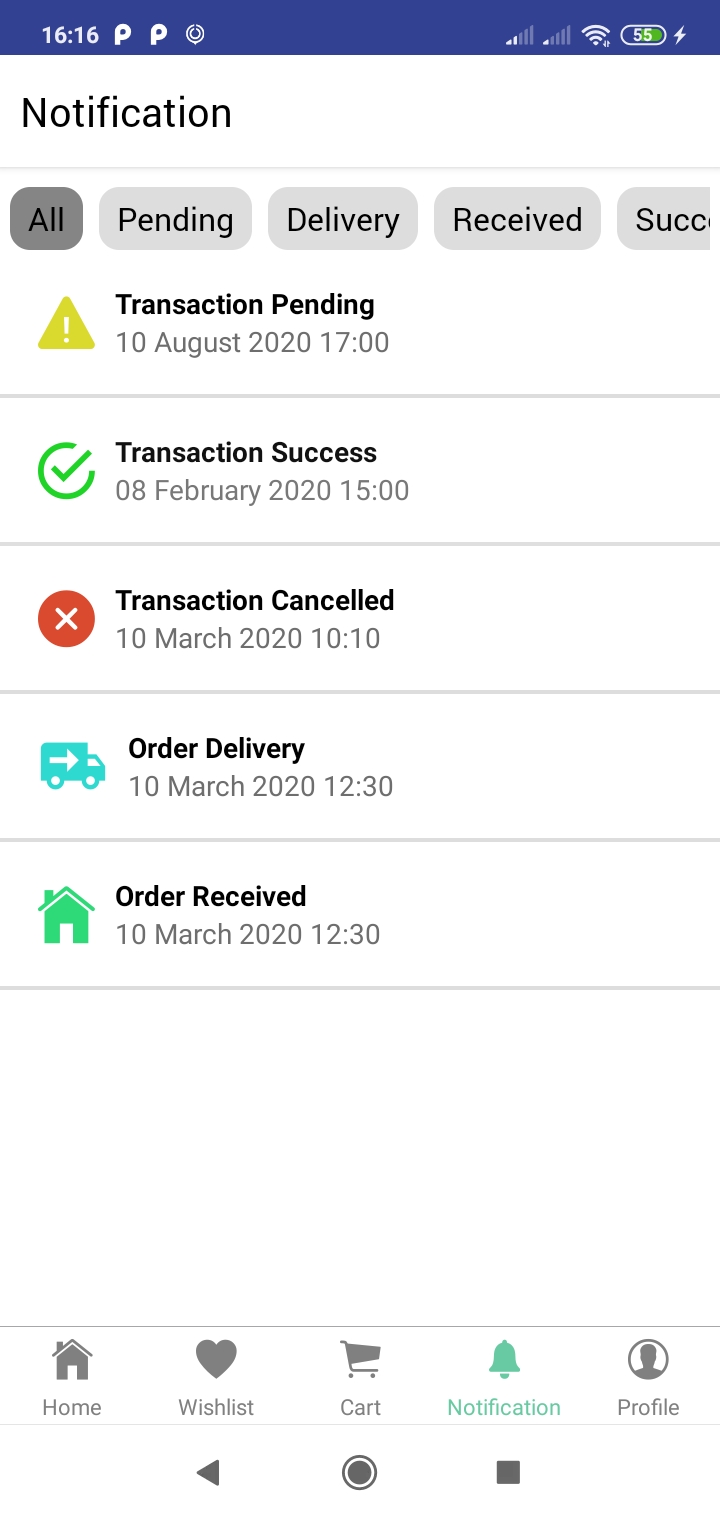 16:16
55
Notification
All Pending Delivery Received Succ
Transaction Pending
10 August 2020 17:00
Transaction Success
08 February 2020 15:00
Transaction Cancelled
10 March 2020 10:10
Order Delivery
10 March 2020 12:30
Order Received
10 March 2020 12:30
Home Wishlist Cart Notification Profile